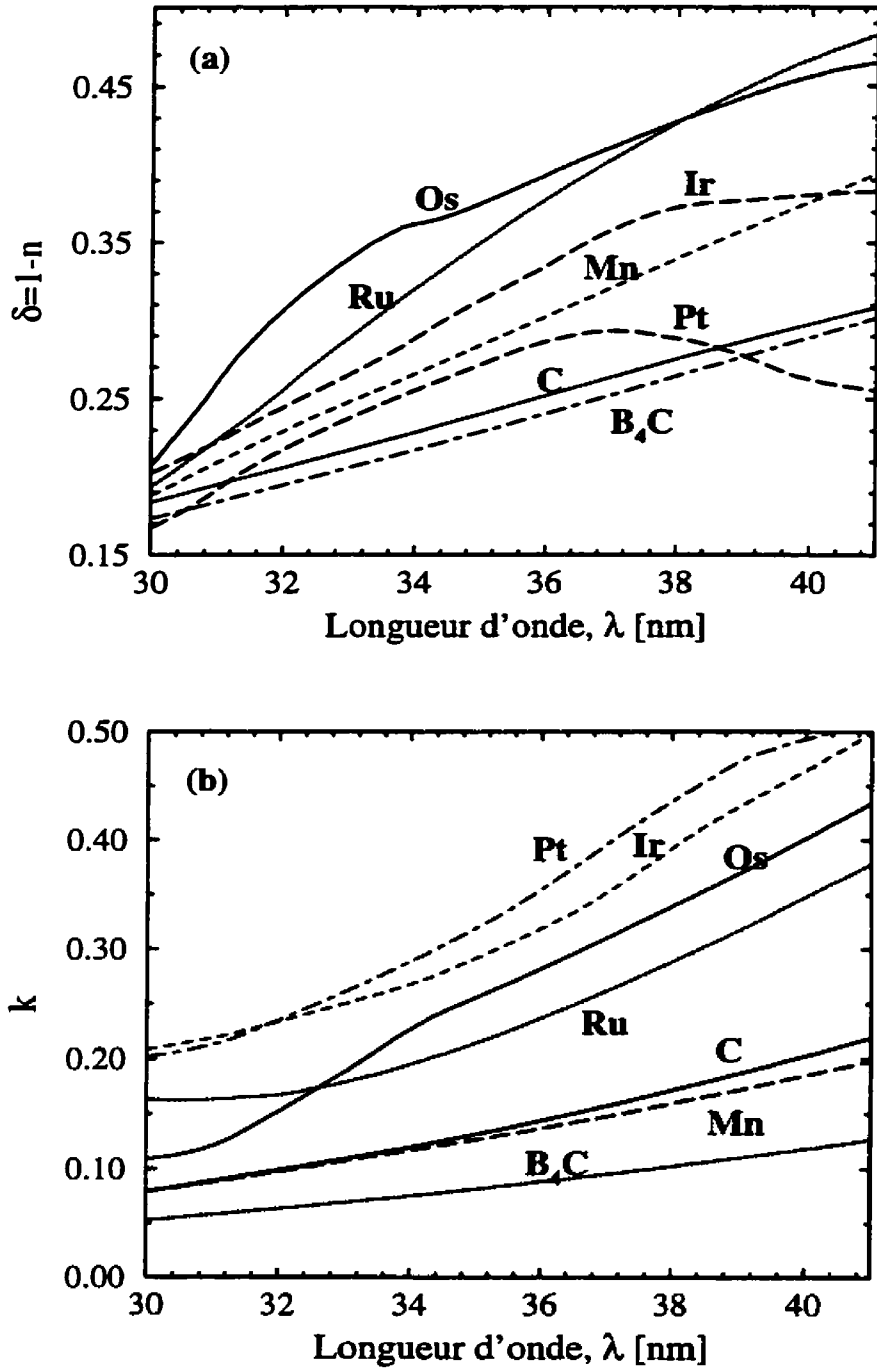 (a)
0.45
0.35
0.25
0.15
δ=1-n
Os
Ir
Ru
Mn
Pt
C
B₄C
30 32 34 36 38 40
Longueur d'onde, λ [nm]
(b)
0.50
0.40
0.30
0.20
0.10
0.00
k
Pt
Ir
Os
Ru
C
Mn
B₄C
30 32 34 36 38 40
Longueur d'onde, λ [nm]